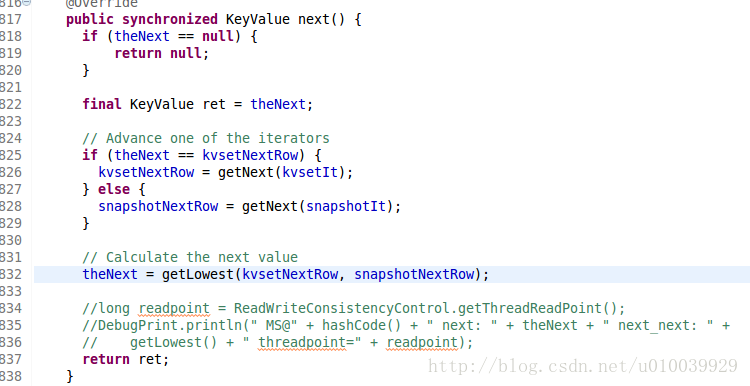 816 @Override
817 public synchronized KeyValue next() {
818 if (theNext == null) {
819 return null;
820 }
821
822 final KeyValue ret = theNext;
823
824 // Advance one of the iterators
825 if (theNext == kvsetNextRow) {
826 kvsetNextRow = getNext(kvsetIt);
827 } else {
828 snapshotNextRow = getNext(snapshotIt);
829 }
830
831 // Calculate the next value
832 theNext = getLowest(kvsetNextRow, snapshotNextRow);
833
834 //long readpoint = ReadWriteConsistencyControl.getThreadReadPoint();
835 //DebugPrint.println(" MS@" + hashCode() + " next: " + theNext + " next_next: " +
836 // getLowest() + " threadpoint=" + readpoint);
837 return ret;
838 }
http://blog.csdn.net/u010039929